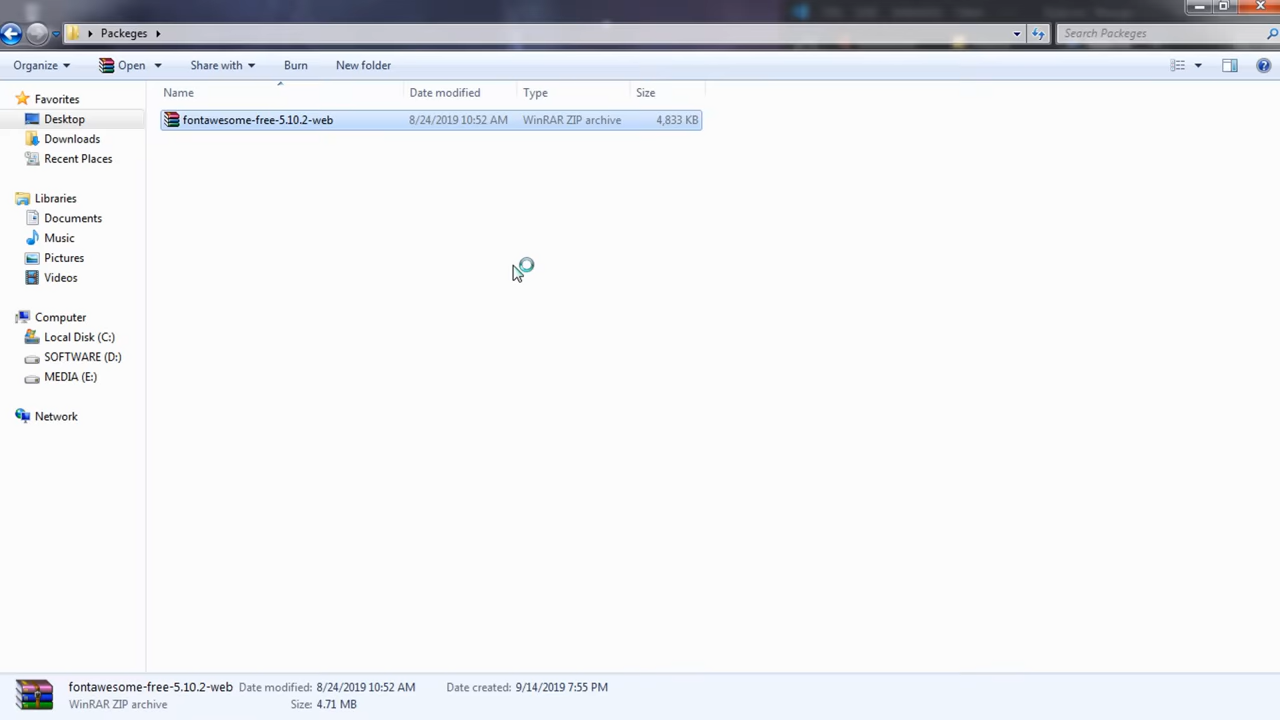 Packeges
Search Packeges
Organize Open Share with Burn New folder
Name Date modified Type Size
Favorites
Desktop
Downloads
Recent Places
Libraries
Documents
Music
Pictures
Videos
Computer
Local Disk (C:)
SOFTWARE (D:)
MEDIA (E:)
Network
fontawesome-free-5.10.2-web 8/24/2019 10:52 AM WinRAR ZIP archive 4,833 KB
fontawesome-free-5.10.2-web Date modified: 8/24/2019 10:52 AM Date created: 9/14/2019 7:55 PM
WinRAR ZIP archive Size: 4.71 MB